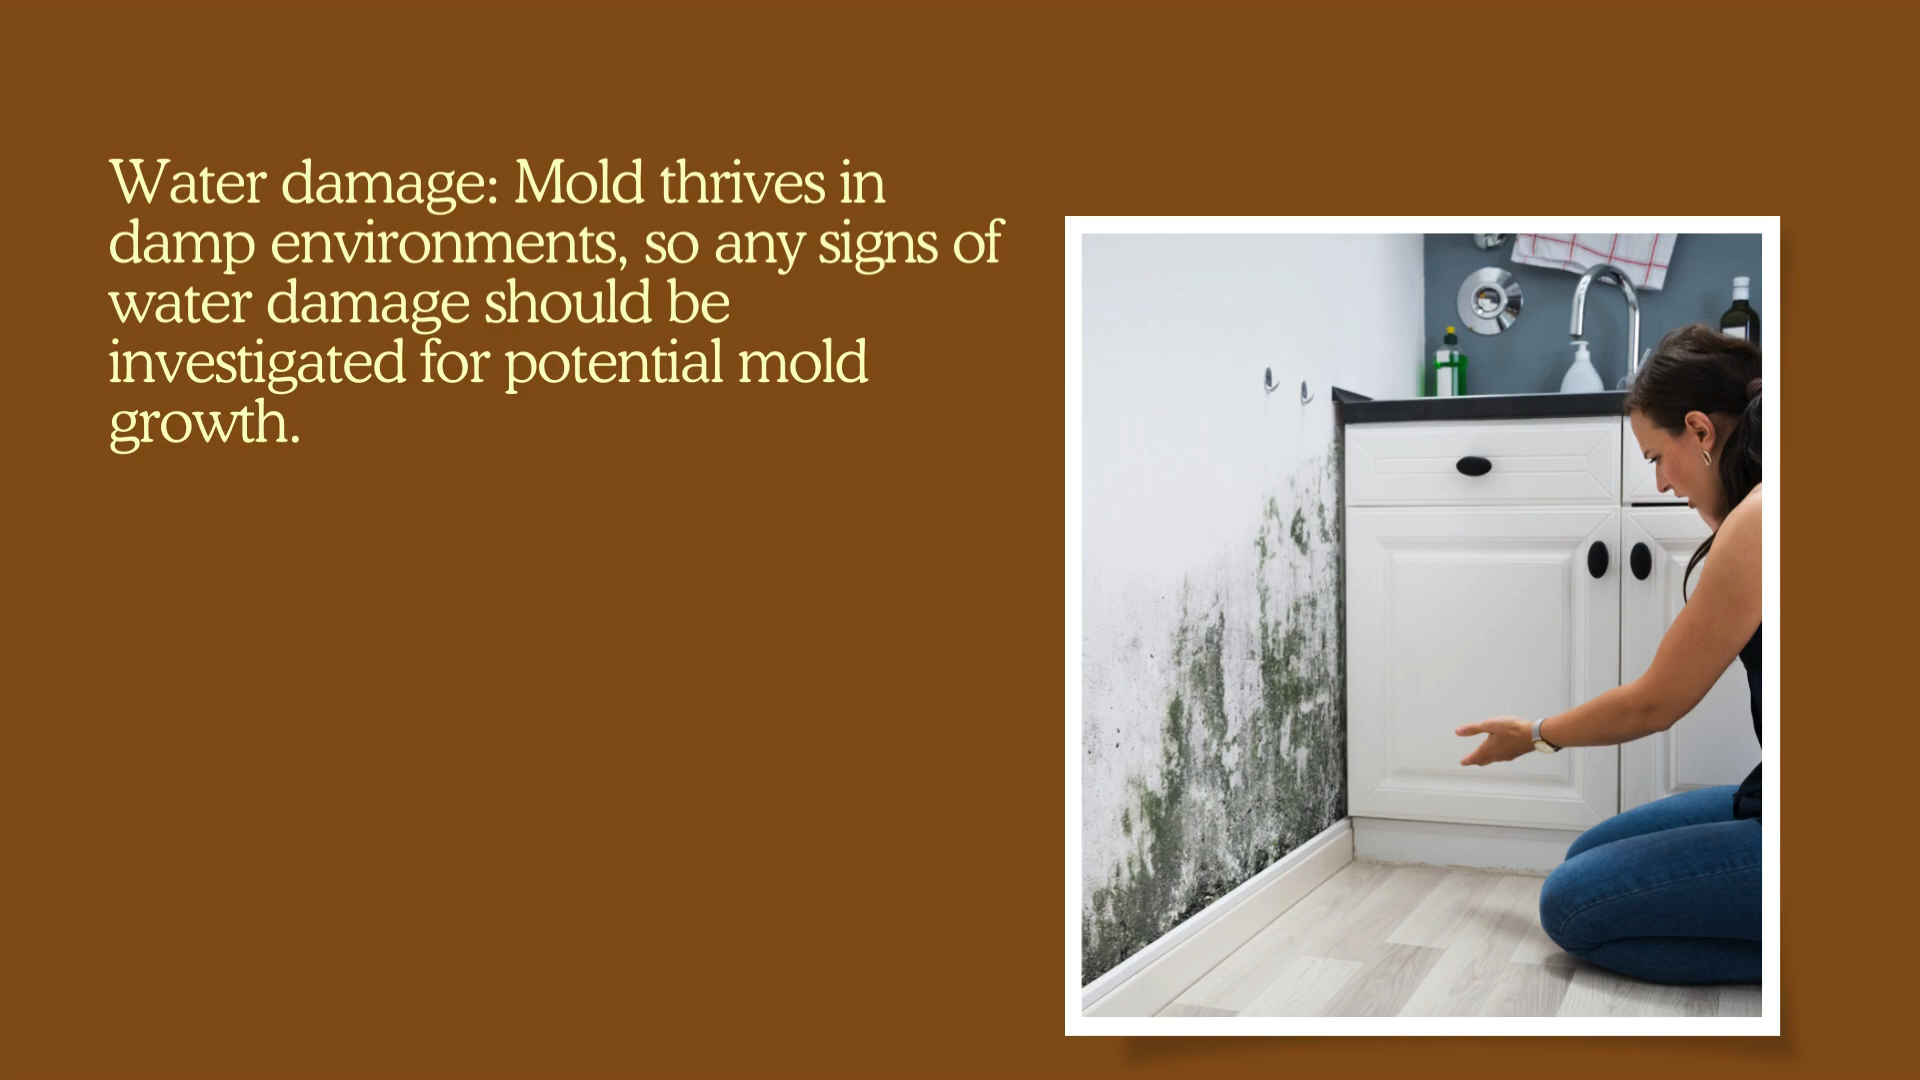 Water damage: Mold thrives in
damp environments, so any signs of
water damage should be
investigated for potential mold
growth.